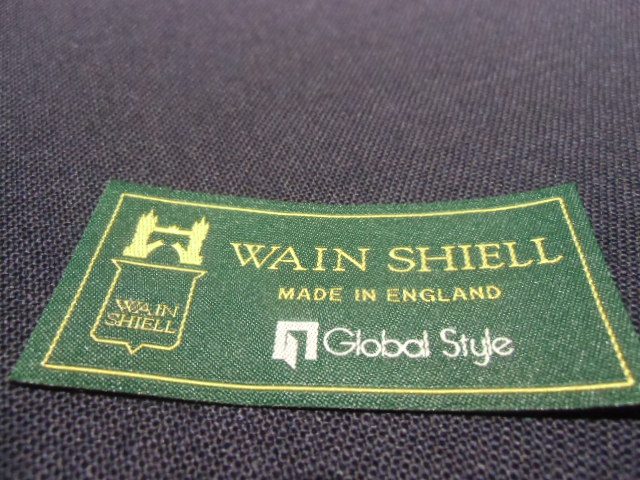 WAIN SHIELL
MADE IN ENGLAND
Global Style
WAIN
SHIELL